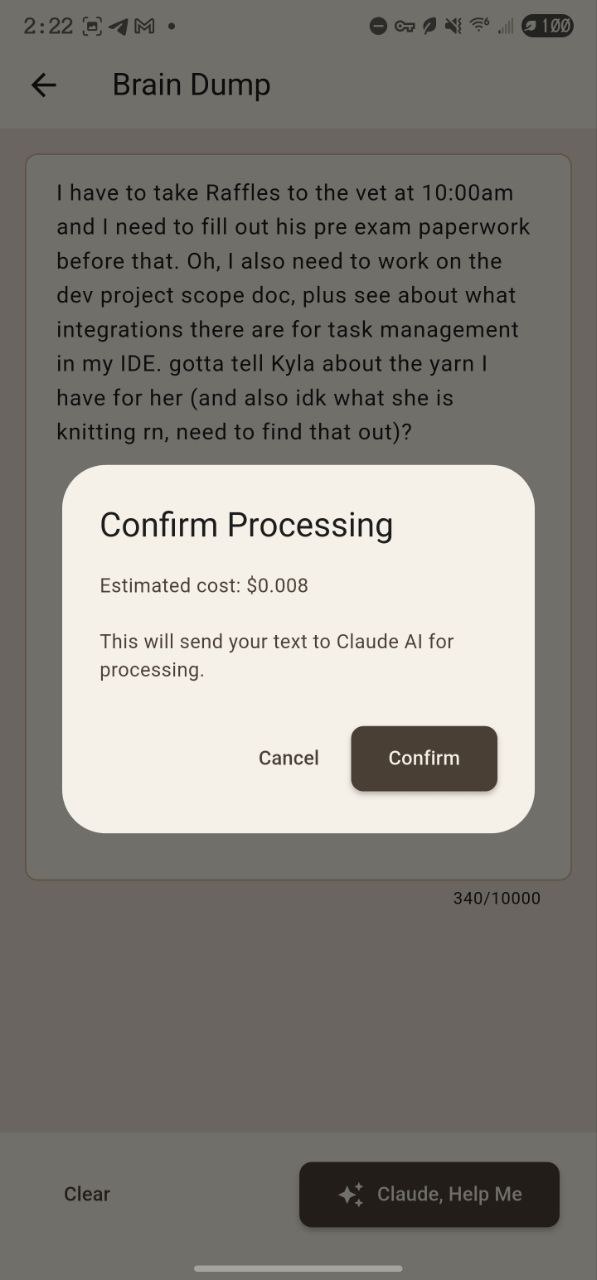 2:22
100
Brain Dump
I have to take Raffles to the vet at 10:00am
and I need to fill out his pre exam paperwork
before that. Oh, I also need to work on the
dev project scope doc, plus see about what
integrations there are for task management
in my IDE. gotta tell Kyla about the yarn I
have for her (and also idk what she is
knitting rn, need to find that out)?
Confirm Processing
Estimated cost: $0.008
This will send your text to Claude AI for
processing.
Cancel
Confirm
340/10000
Clear
Claude, Help Me